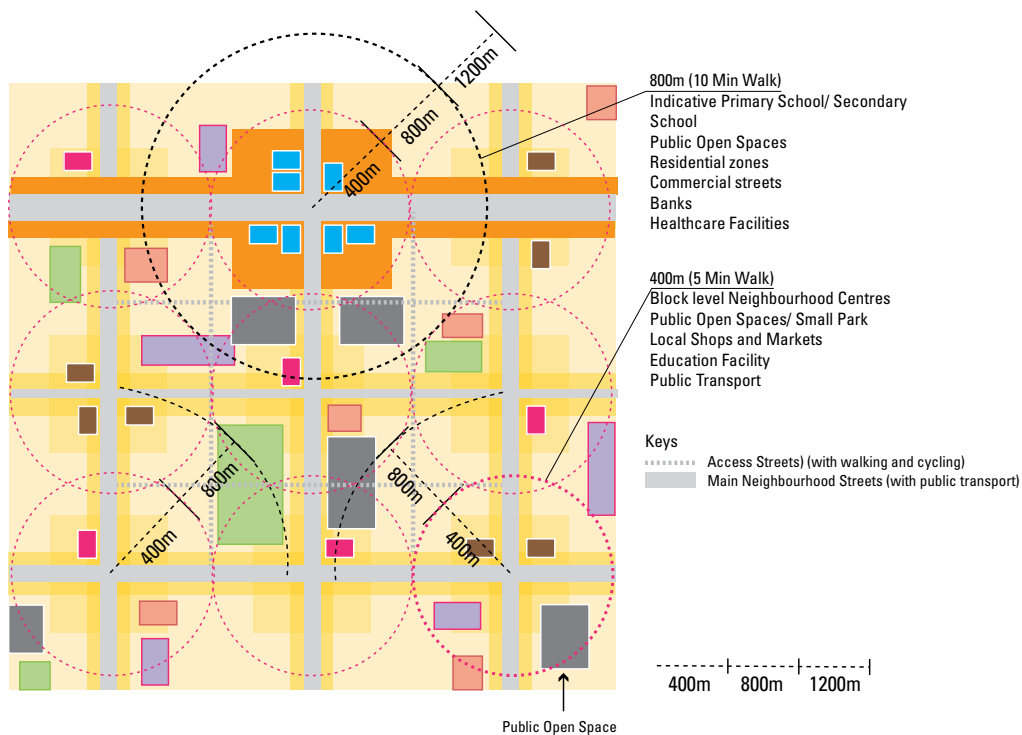 1200m
800m
400m
800m (10 Min Walk)
Indicative Primary School/ Secondary
School
Public Open Spaces
Residential zones
Commercial streets
Banks
Healthcare Facilities
400m (5 Min Walk)
Block level Neighbourhood Centres
Public Open Spaces/ Small Park
Local Shops and Markets
Education Facility
Public Transport
Keys
Access Streets) (with walking and cycling)
Main Neighbourhood Streets (with public transport)
800m
400m
800m
400m
400m 800m 1200m
Public Open Space